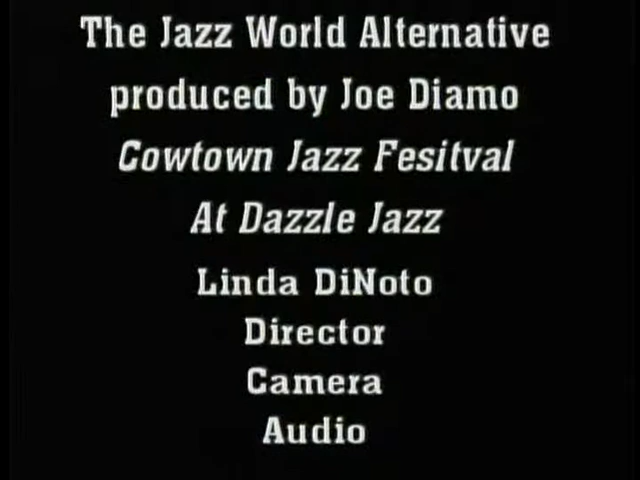 The Jazz World Alternative
produced by Joe Diamo
Cowtown Jazz Fesitval
At Dazzle Jazz
Linda DiNoto
Director
Camera
Audio